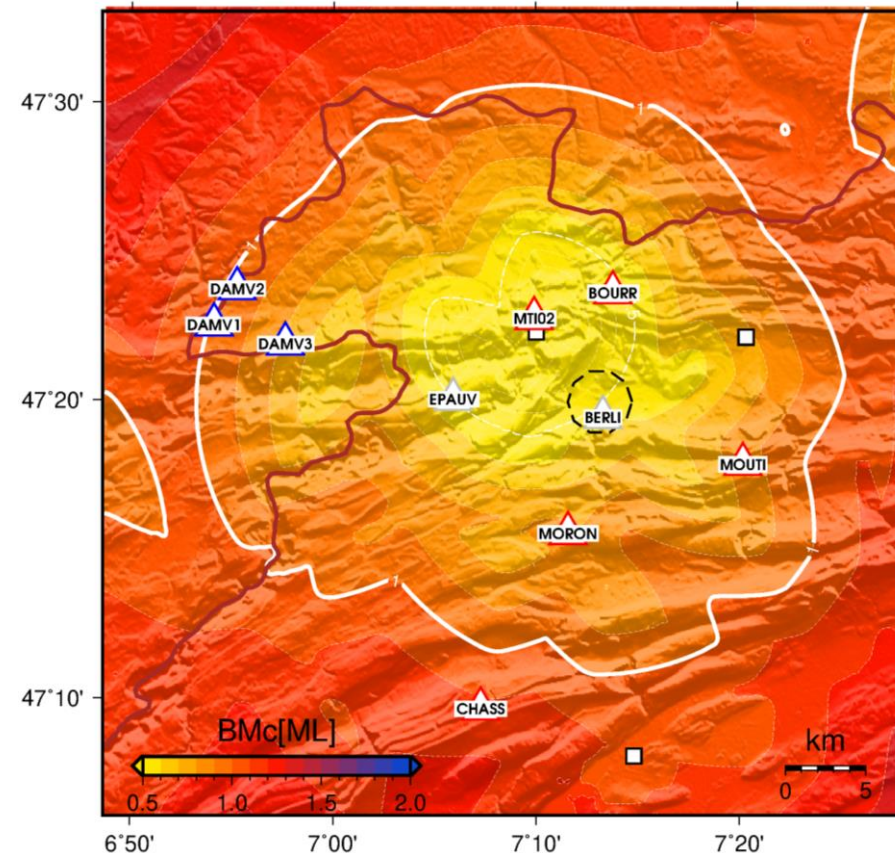 47°30'
1
1
DAMV2
DAMV1
DAMV3
BOURR
MTI02
47°20'
EPAUV
BERLI
MOUTI
MORON
1
1
47°10'
CHASS
BMc[ML]
0.5 1.0 1.5 2.0
km
0 5
6°50' 7°00' 7°10' 7°20'